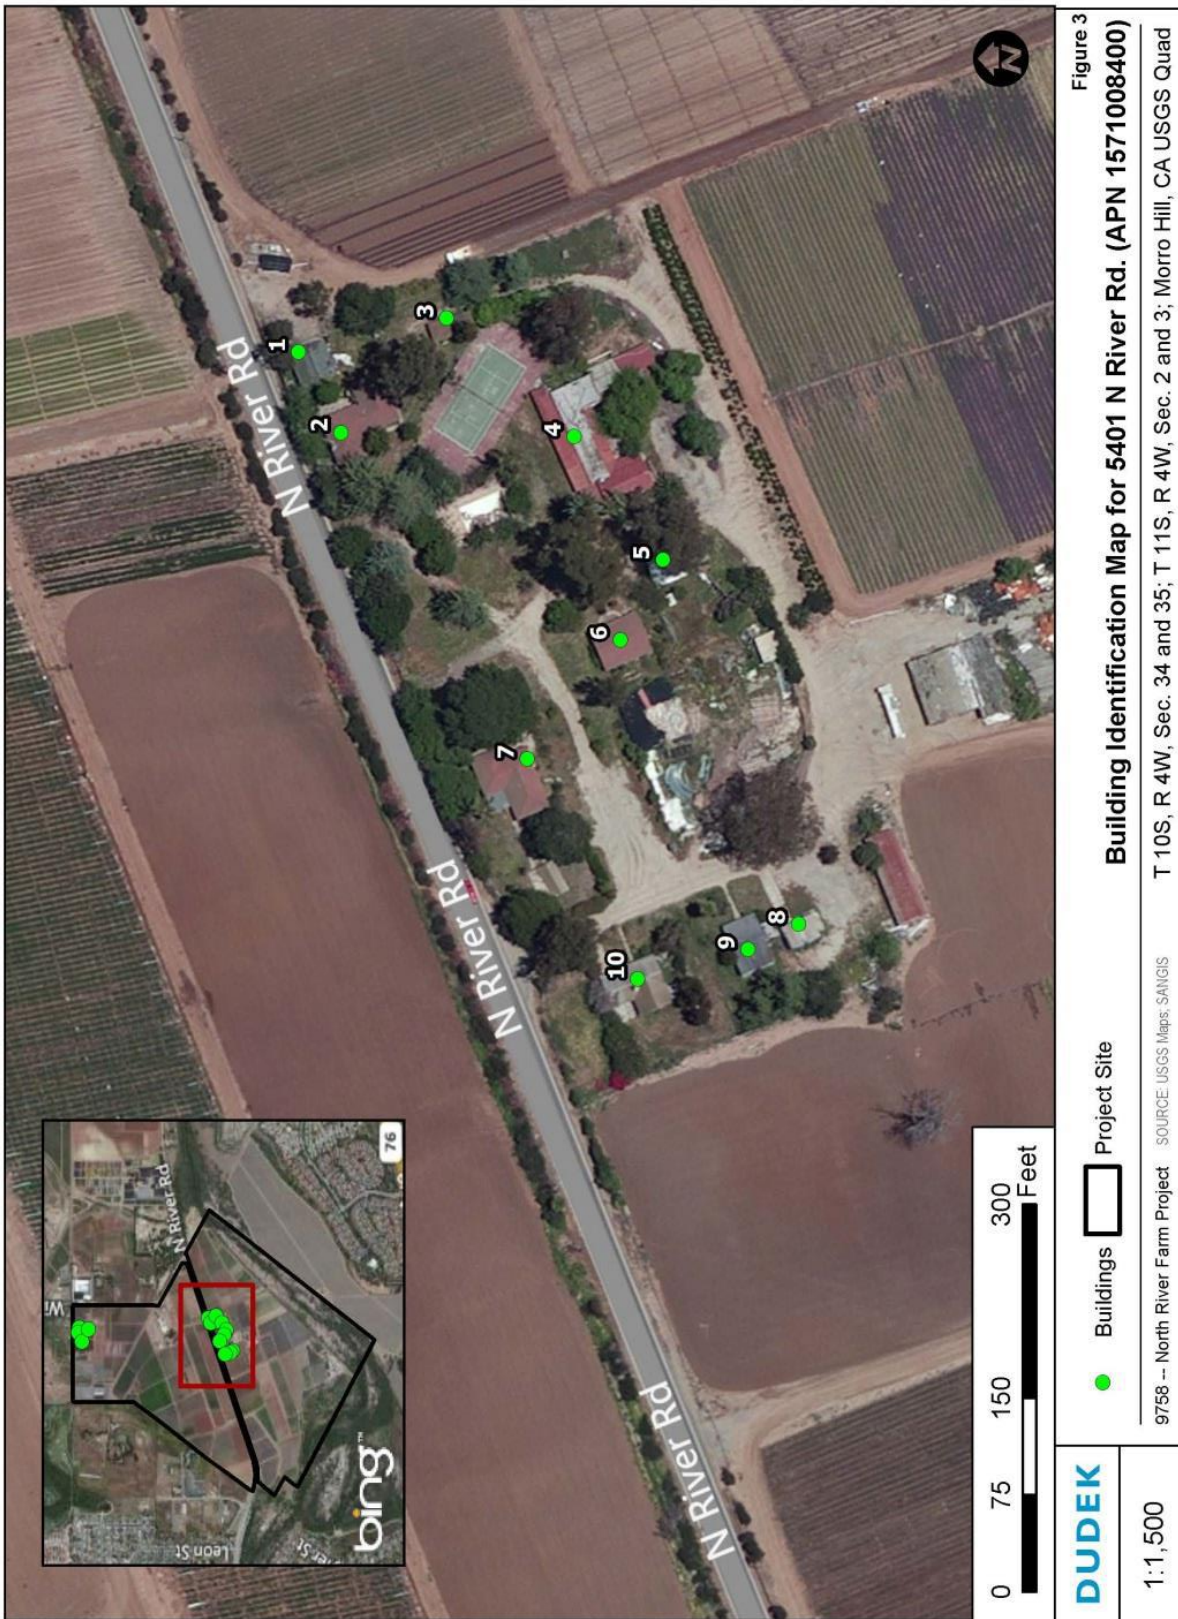 N River Rd
N River Rd
N River Rd
1
2
3
4
5
6
7
8
9
10
N
Wi
N River Rd
76
Leon St
bing™
0 75 150 300
Feet
Figure 3
Building Identification Map for 5401 N River Rd. (APN 1571008400)
T 10S, R 4W, Sec. 34 and 35; T 11S, R 4W, Sec. 2 and 3; Morro Hill, CA USGS Quad
Buildings Project Site
9758 -- North River Farm Project SOURCE: USGS Maps; SANGIS
DUDEK
1:1,500